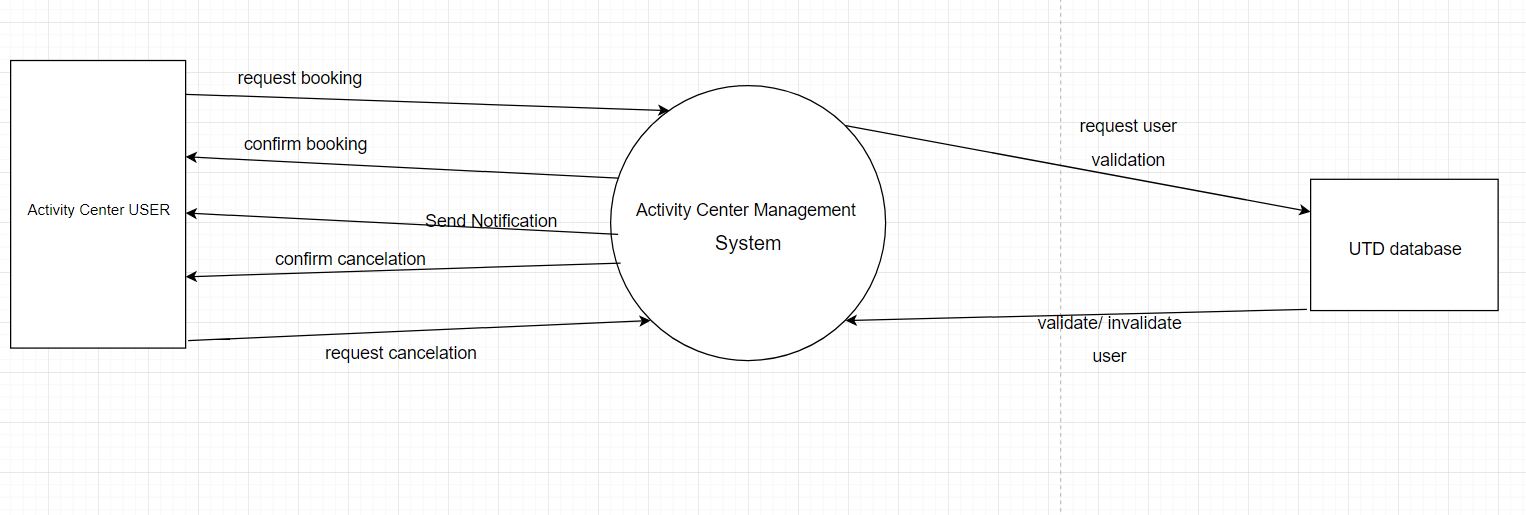 request booking
confirm booking
Activity Center USER
Send Notification
confirm cancelation
request cancelation
Activity Center Management
System
request user
validation
UTD database
validate/ invalidate
user